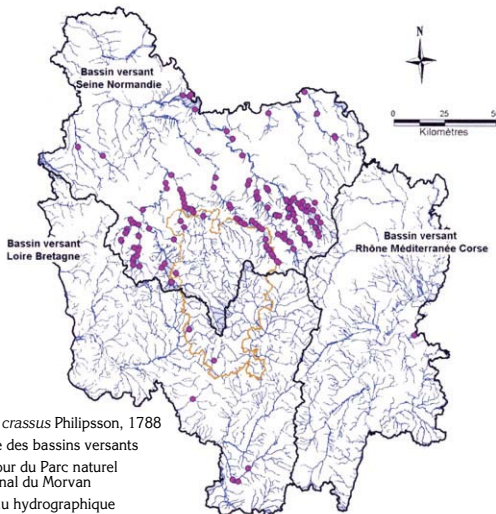 Bassin versant
Seine Normandie
N
0 25 50
Kilomètres
Bassin versant
Loire Bretagne
Bassin versant
Rhône Méditerranée Corse
crassus Philipsson, 1788
e des bassins versants
our du Parc naturel
nal du Morvan
u hydrographique